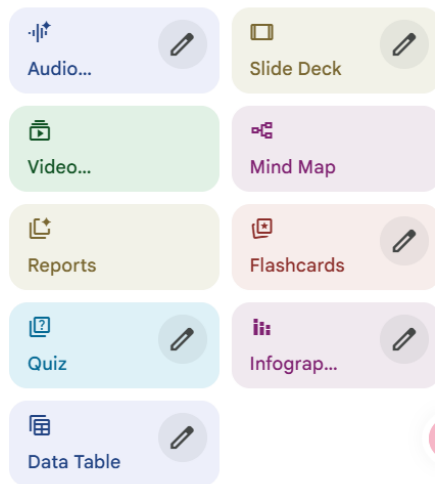 Audio...
Slide Deck
Video...
Mind Map
Reports
Flashcards
Quiz
Infograp...
Data Table